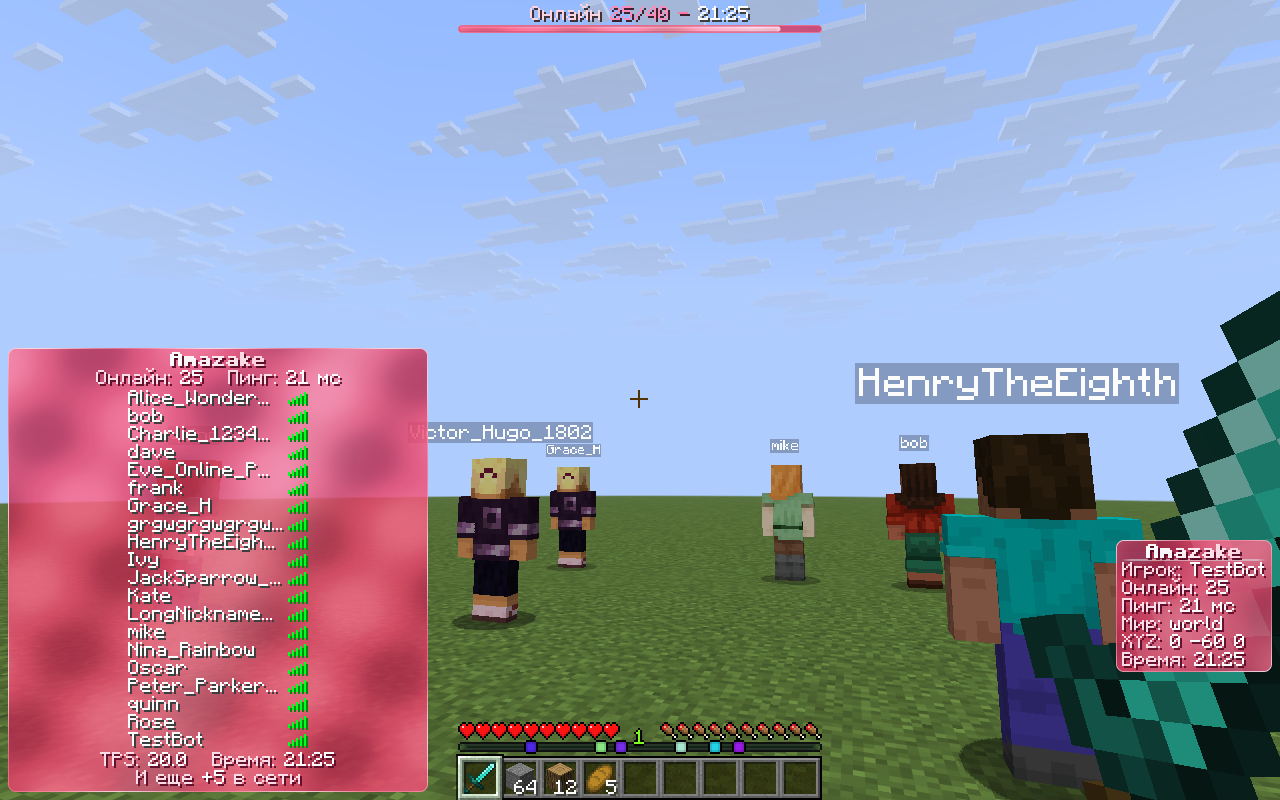 Онлайн 25/40 - 21:25
Amazake
Онлайн: 25 Пинг: 21 мс
Alice_Wonder...
bob
Charlie_1234...
dave
Eve_Online_P...
frank
Grace_H
grgwgrgwgrgw...
HenryTheEigh...
Ivy
JackSparrow_...
Kate
LongNickname...
mike
Nina_Rainbow
Oscar
Peter_Parker...
quinn
Rose
TestBot
TPS: 20.0 Время: 21:25
И еще +5 в сети
Victor_Hugo_1802
Grace_H
mike
bob
HenryTheEighth
Amazake
Игрок: TestBot
Онлайн: 25
Пинг: 21 мс
Мир: world
XYZ: 0 -60 0
Время: 21:25
1
64 12 5